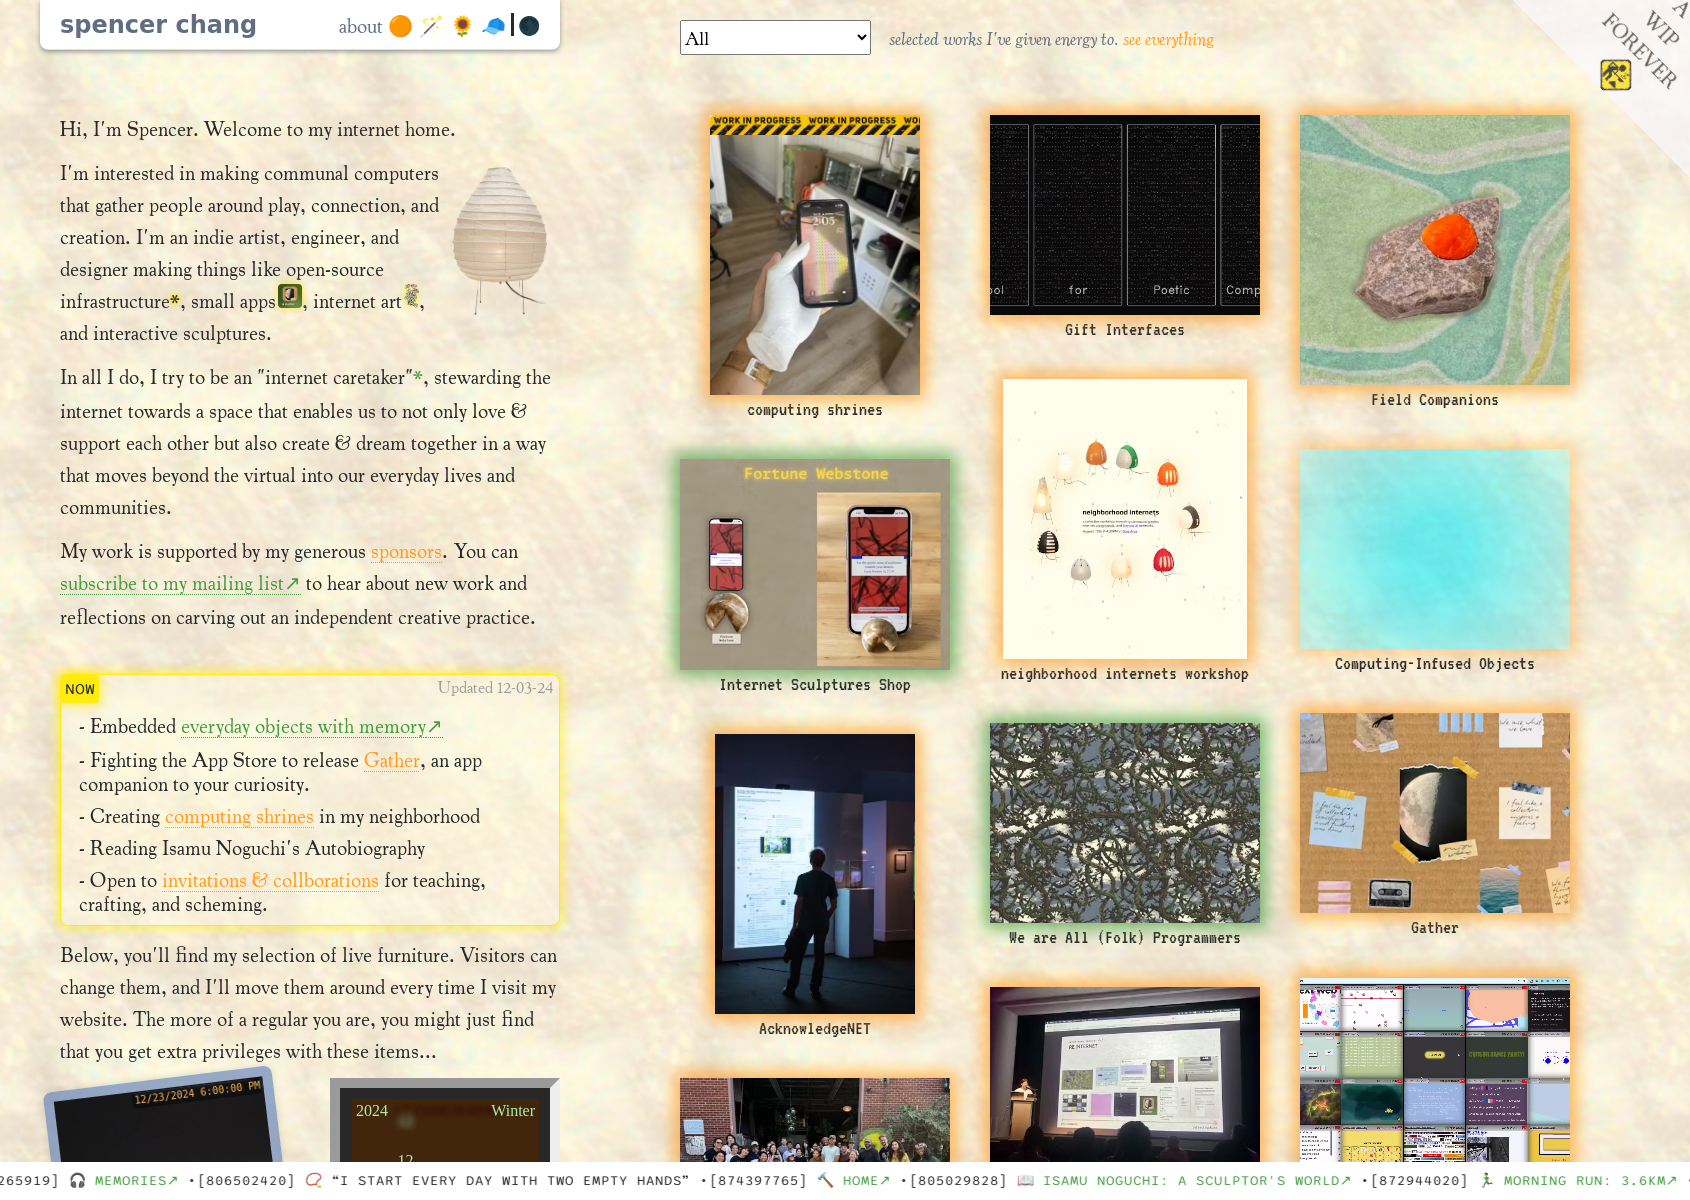 spencer chang
about
All
selected works I've given energy to. see everything
A
WIP
FOREVER
Hi, I'm Spencer. Welcome to my internet home.
I'm interested in making communal computers
that gather people around play, connection, and
creation. I'm an indie artist, engineer, and
designer making things like open-source
infrastructure*, small apps, internet art,
and interactive sculptures.
In all I do, I try to be an "internet caretaker"*, stewarding the
internet towards a space that enables us to not only love &
support each other but also create & dream together in a way
that moves beyond the virtual into our everyday lives and
communities.
My work is supported by my generous sponsors. You can
subscribe to my mailing list↗ to hear about new work and
reflections on carving out an independent creative practice.
NOW
Updated 12-03-24
- Embedded everyday objects with memory↗
- Fighting the App Store to release Gather, an app
companion to your curiosity.
- Creating computing shrines in my neighborhood
- Reading Isamu Noguchi's Autobiography
- Open to invitations & collborations for teaching,
crafting, and scheming.
Below, you'll find my selection of live furniture. Visitors can
change them, and I'll move them around every time I visit my
website. The more of a regular you are, you might just find
that you get extra privileges with these items...
12/23/2024 6:00:00 PM
2024 Winter
12
WORK IN PROGRESS WORK IN PROGRESS WOR
2:05
computing shrines
ool for Poetic Comp
Gift Interfaces
Field Companions
Fortune Webstone
Internet Sculptures Shop
neighborhood internets
neighborhood internets workshop
Computing-Infused Objects
AcknowledgeNET
We are All (Folk) Programmers
Gather
RE:INTERNET
265919] 🎧 MEMORIES↗ •[806502420] 📿 “I START EVERY DAY WITH TWO EMPTY HANDS” •[874397765] 🔨 HOME↗ •[805029828] 📖 ISAMU NOGUCHI: A SCULPTOR'S WORLD↗ •[872944020] 🏃 MORNING RUN: 3.6KM↗